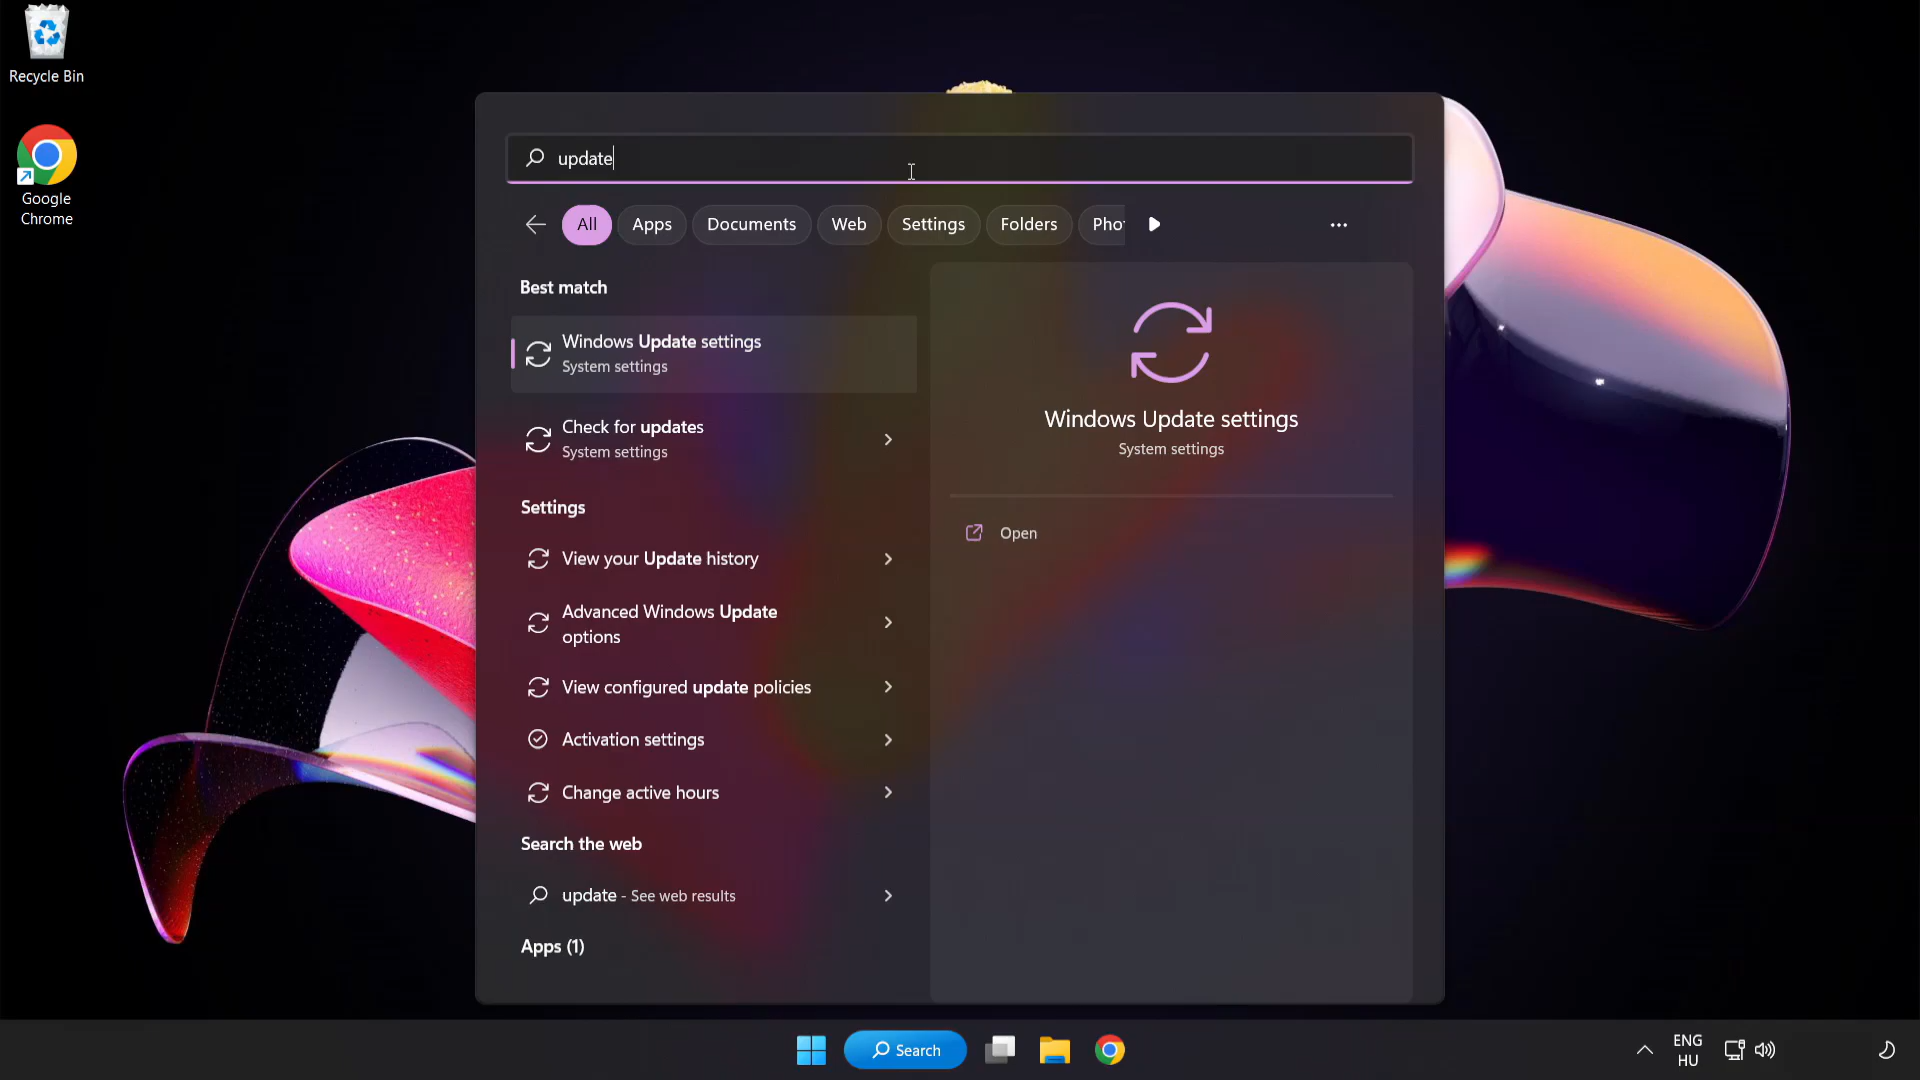 Recycle Bin
Google
Chrome
update
All
Apps
Documents
Web
Settings
Folders
Pho
Best match
Windows Update settings
System settings
Check for updates
System settings
Settings
View your Update history
Advanced Windows Update
options
View configured update policies
Activation settings
Change active hours
Search the web
update - See web results
Apps (1)
Windows Update settings
System settings
Open
Search
ENG
HU